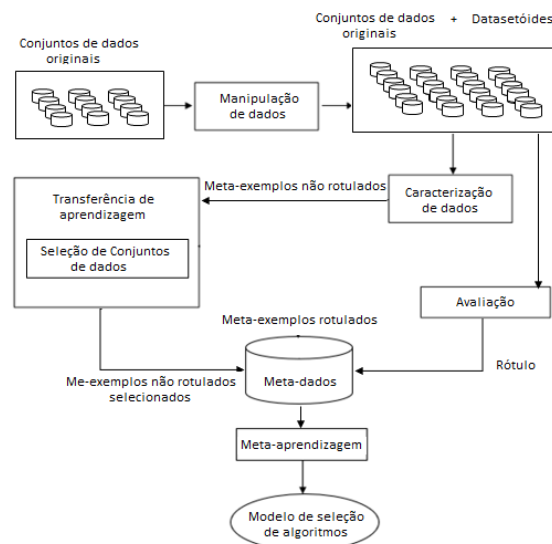 Conjuntos de dados
originais
Conjuntos de dados + Datasetóides
originais
Manipulação
de dados
Meta-exemplos não rotulados
Caracterização
de dados
Transferência de
aprendizagem
Seleção de Conjuntos
de dados
Avaliação
Meta-exemplos rotulados
Rótulo
Me-exemplos não rotulados
selecionados
Meta-dados
Meta-aprendizagem
Modelo de seleção
de algoritmos